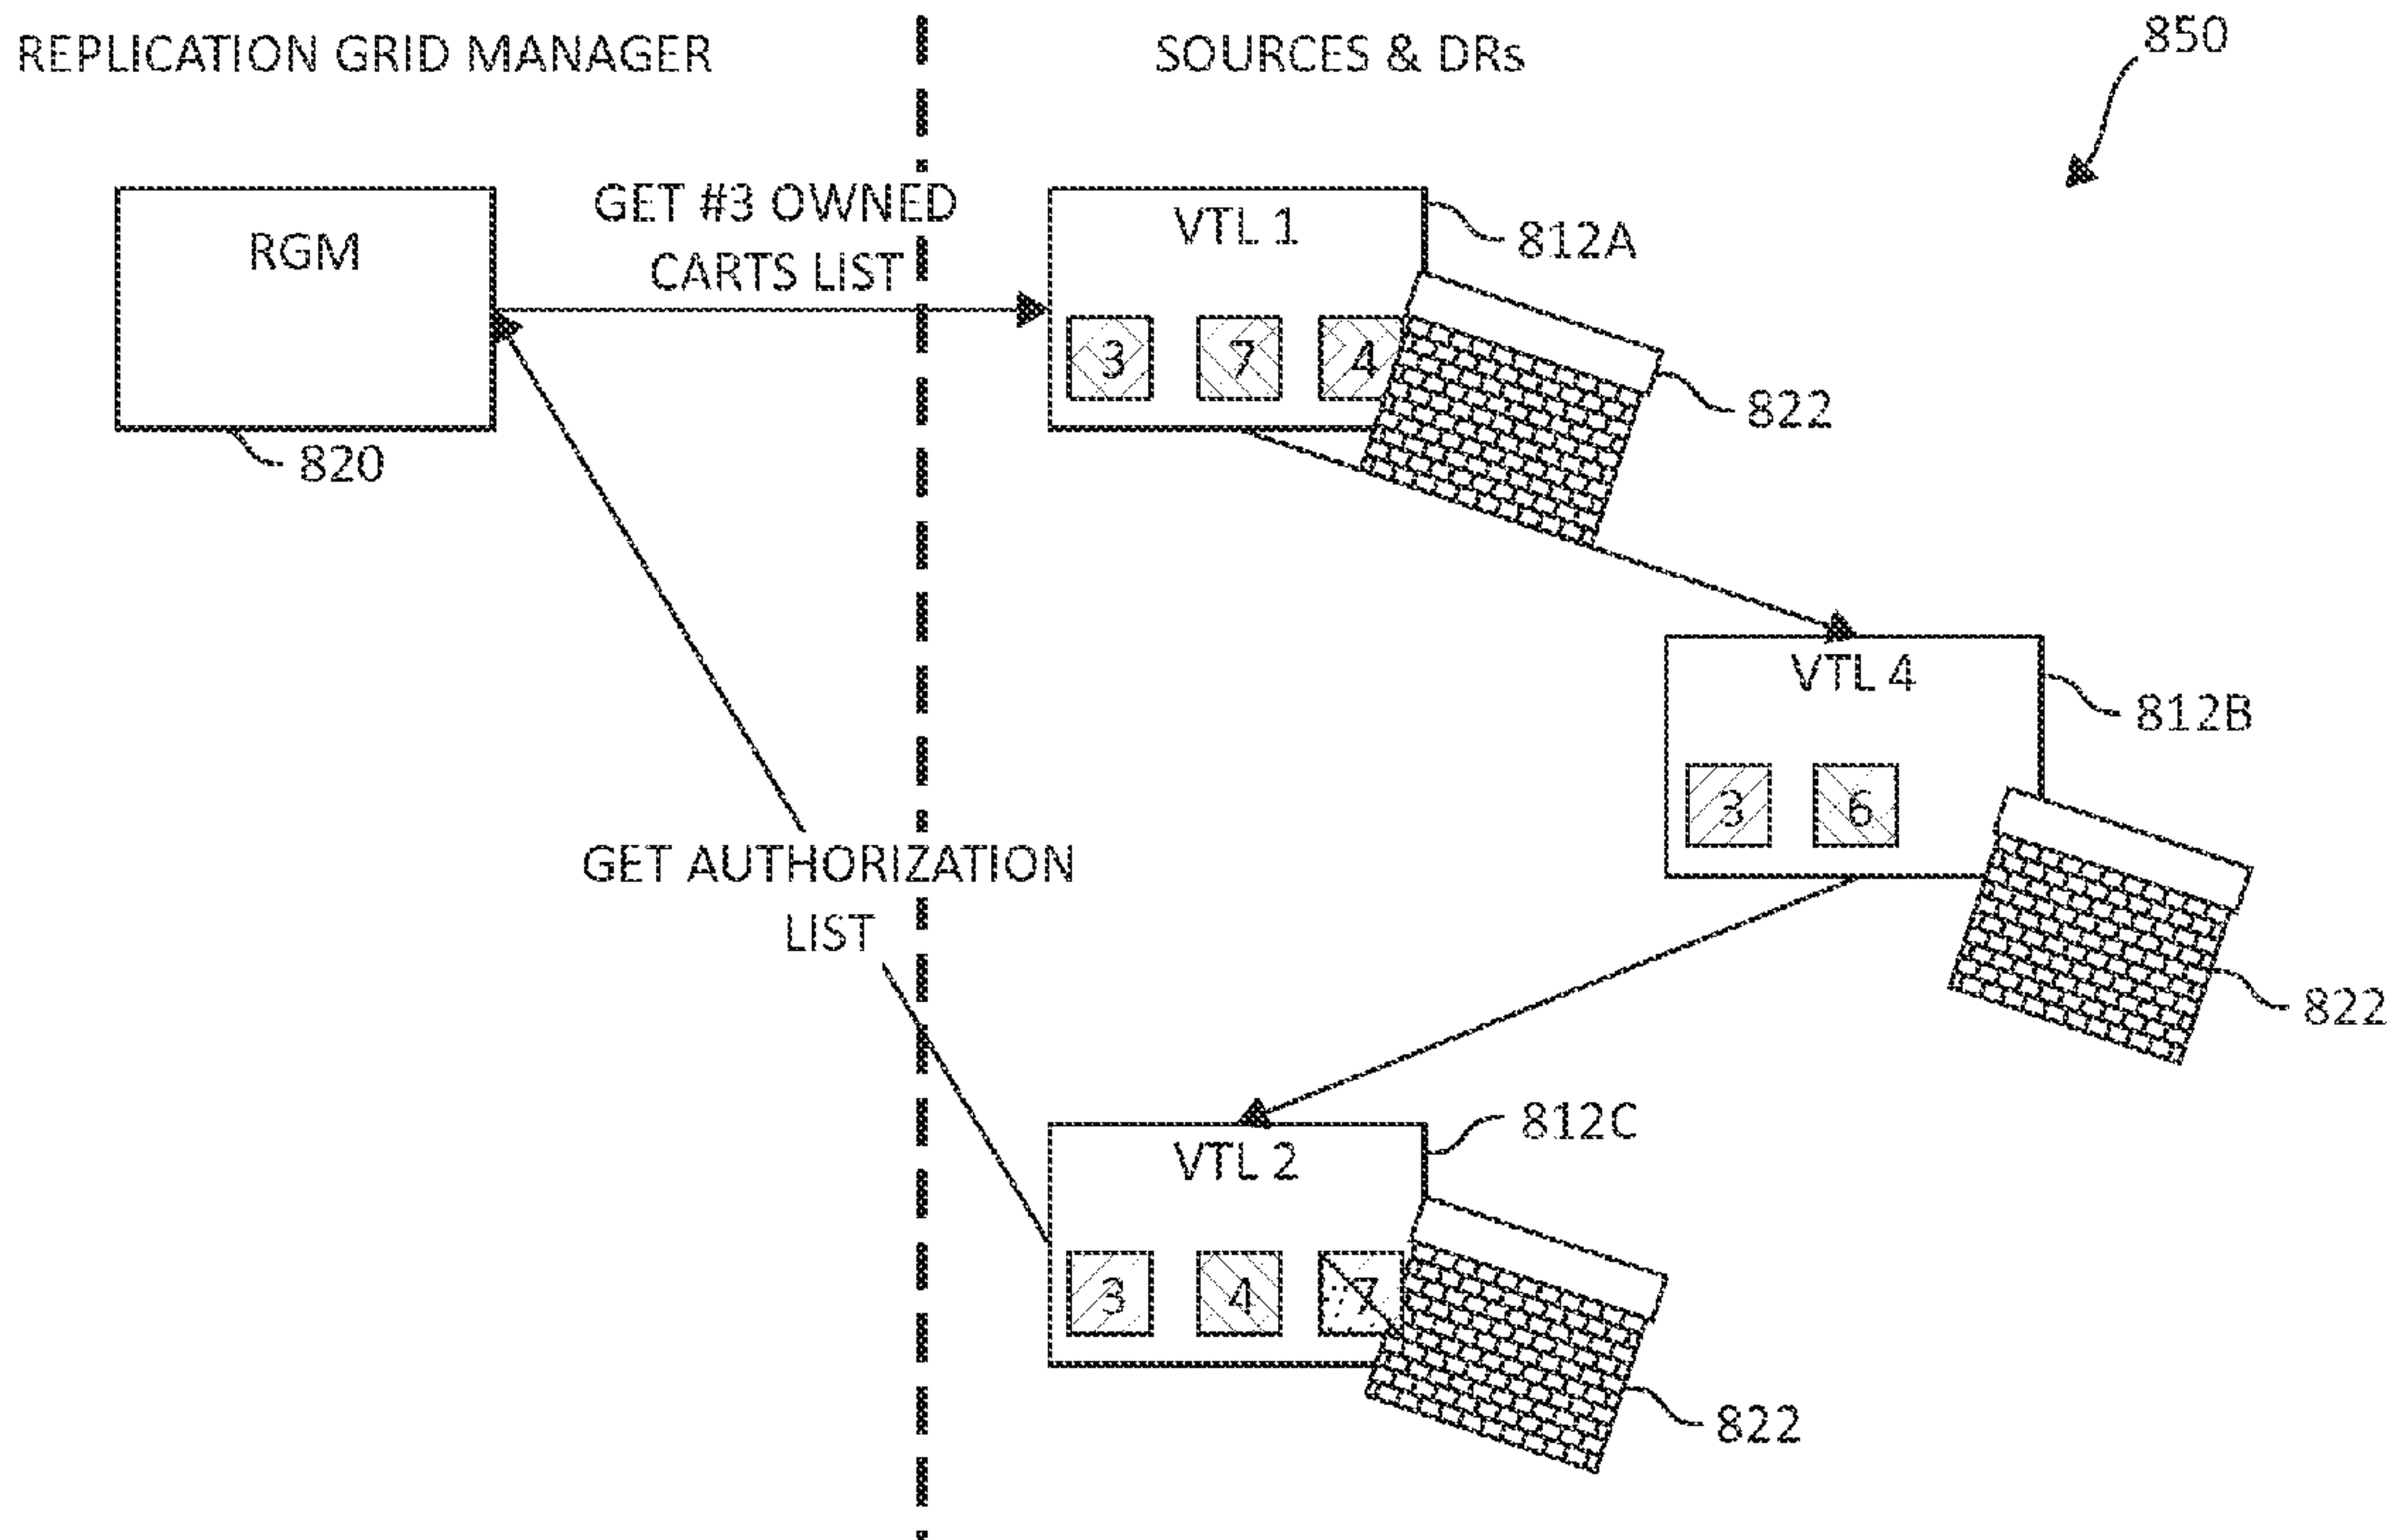 REPLICATION GRID MANAGER
SOURCES & DRs
850
RGM
820
GET #3 OWNED
CARTS LIST
VTL 1
812A
3 7 4
822
VTL 4
812B
3 6
822
GET AUTHORIZATION
LIST
VTL 2
812C
3 4 7
822